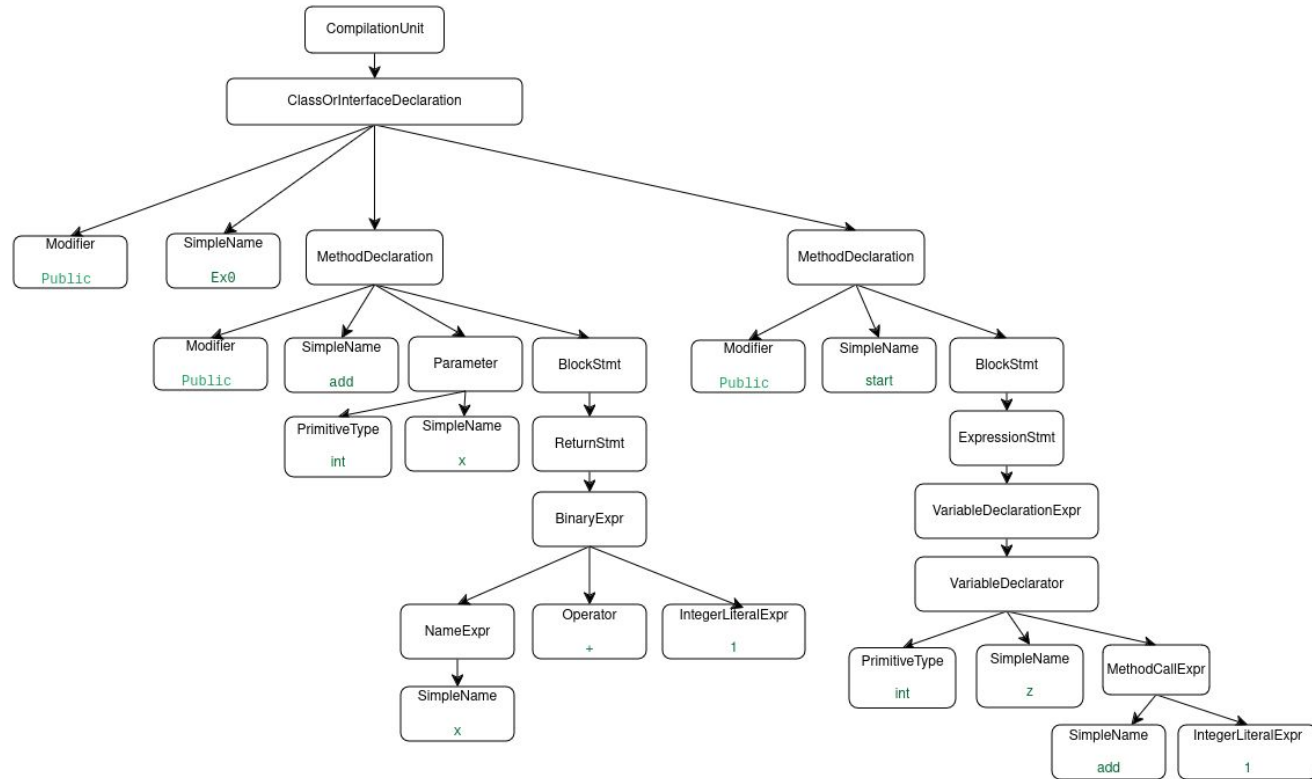 CompilationUnit
ClassOrInterfaceDeclaration
Modifier
Public
SimpleName
Ex0
MethodDeclaration
MethodDeclaration
Modifier
Public
SimpleName
add
Parameter
BlockStmt
Modifier
Public
SimpleName
start
BlockStmt
PrimitiveType
int
SimpleName
x
ReturnStmt
ExpressionStmt
BinaryExpr
VariableDeclarationExpr
VariableDeclarator
NameExpr
Operator
+
IntegerLiteralExpr
1
PrimitiveType
int
SimpleName
z
MethodCallExpr
SimpleName
x
SimpleName
add
IntegerLiteralExpr
1